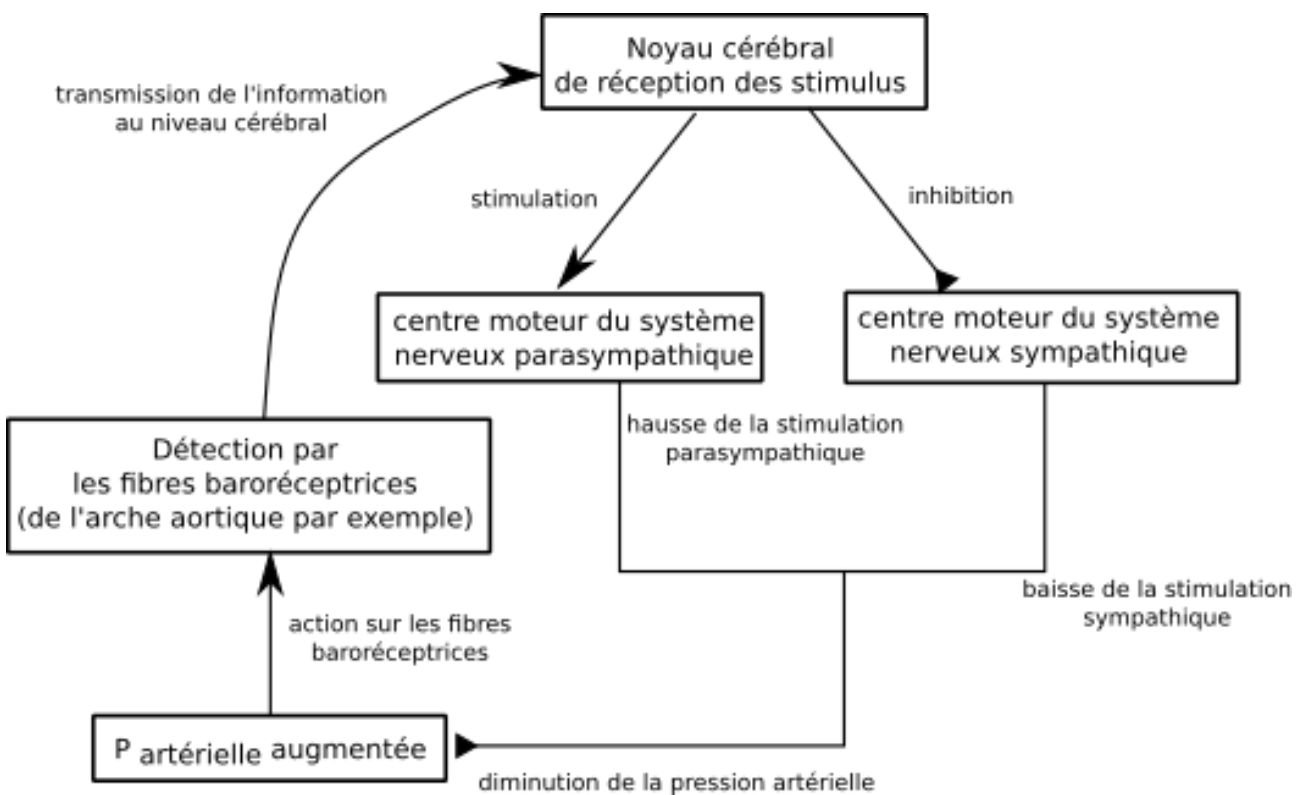 Noyau cérébral
de réception des stimulus
transmission de l'information
au niveau cérébral
stimulation
inhibition
centre moteur du système
nerveux parasympathique
centre moteur du système
nerveux sympathique
hausse de la stimulation
parasympathique
Détection par
les fibres baroréceptrices
(de l'arche aortique par exemple)
baisse de la stimulation
sympathique
action sur les fibres
baroréceptrices
P artérielle augmentée
diminution de la pression artérielle